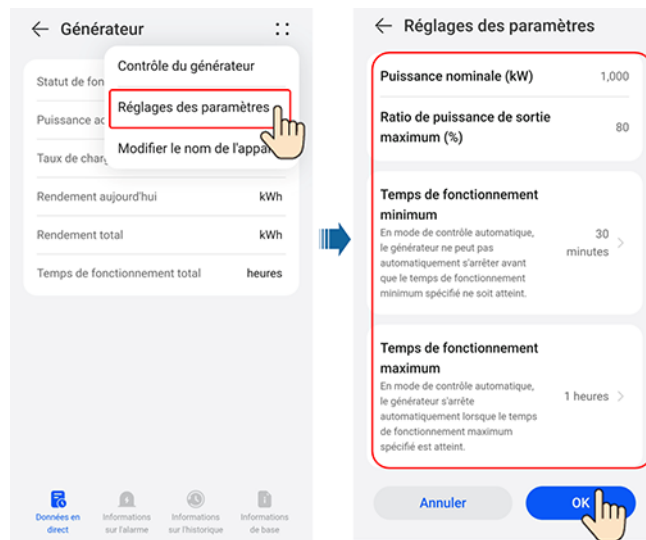 Générateur
Contrôle du générateur
Réglages des paramètres
Modifier le nom de
Statut de
Puissance
Taux de
Rendement aujourd'hui kWh
Rendement total kWh
Temps de fonctionnement total heures
Données en
direct
Informations
sur l'alarme
Informations
sur l'historique
Informations
de base
Réglages des paramètres
Puissance nominale (kW) 1,000
Ratio de puissance de sortie
maximum (%) 80
Temps de fonctionnement
minimum
En mode de contrôle automatique,
le générateur ne peut pas
automatiquement s'arrêter avant
que le temps de fonctionnement
minimum spécifié ne soit atteint.
30
minutes
Temps de fonctionnement
maximum
En mode de contrôle automatique,
le générateur s'arrête
automatiquement lorsque le temps
de fonctionnement maximum
spécifié est atteint.
1 heures
Annuler
OK